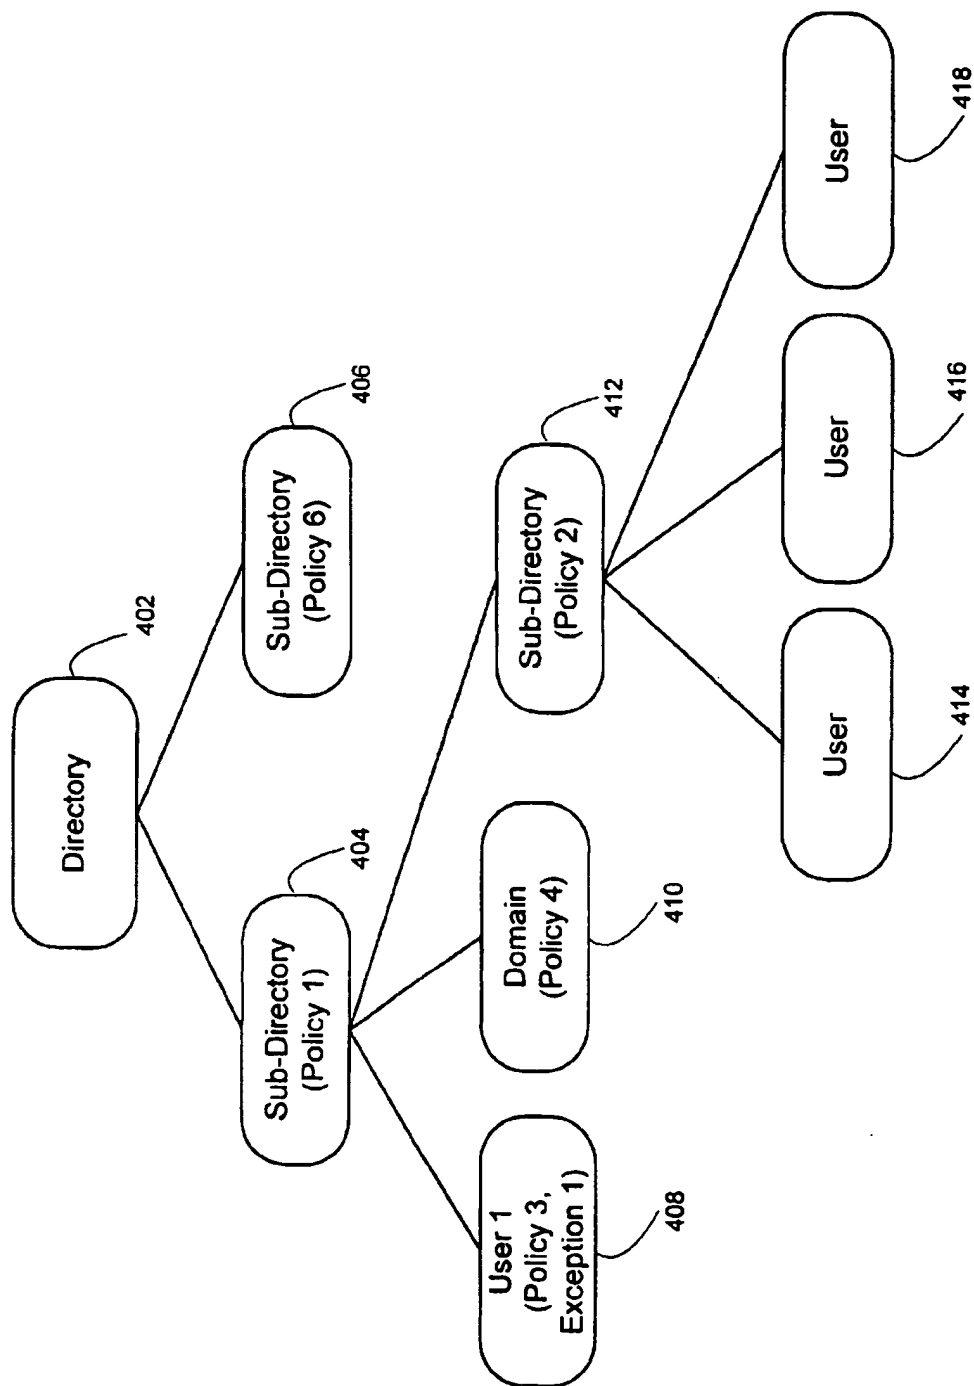 Directory
402
Sub-Directory
(Policy 1)
404
Sub-Directory
(Policy 6)
406
User 1
(Policy 3,
Exception 1)
408
Domain
(Policy 4)
410
Sub-Directory
(Policy 2)
412
User
414
User
416
User
418